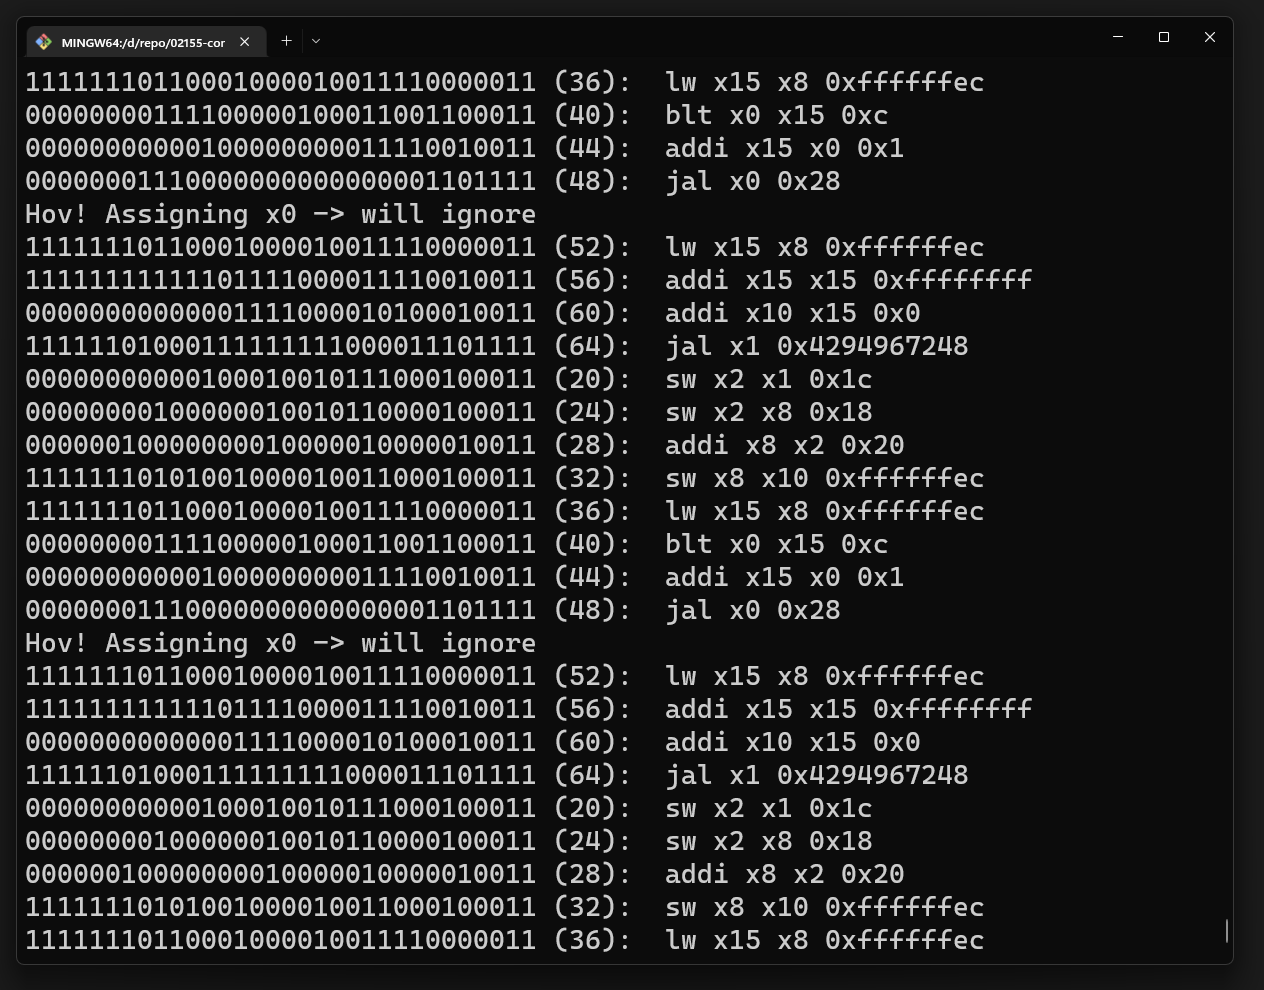 MINGW64:/d/repo/02155-cor
11111110110001000010011110000011 (36):  lw x15 x8 0xffffffec
00000000111100000100011001100011 (40):  blt x0 x15 0xc
00000000000100000000011110010011 (44):  addi x15 x0 0x1
00000001110000000000000001101111 (48):  jal x0 0x28
Hov! Assigning x0 -> will ignore
11111110110001000010011110000011 (52):  lw x15 x8 0xffffffec
11111111111101111000011110010011 (56):  addi x15 x15 0xffffffff
00000000000001111000010100010011 (60):  addi x10 x15 0x0
11111101000111111111000011101111 (64):  jal x1 0x4294967248
00000000000100010010111000100011 (20):  sw x2 x1 0x1c
00000000100000010010110000100011 (24):  sw x2 x8 0x18
00000010000000010000010000010011 (28):  addi x8 x2 0x20
11111110101001000010011000100011 (32):  sw x8 x10 0xffffffec
11111110110001000010011110000011 (36):  lw x15 x8 0xffffffec
00000000111100000100011001100011 (40):  blt x0 x15 0xc
00000000000100000000011110010011 (44):  addi x15 x0 0x1
00000001110000000000000001101111 (48):  jal x0 0x28
Hov! Assigning x0 -> will ignore
11111110110001000010011110000011 (52):  lw x15 x8 0xffffffec
11111111111101111000011110010011 (56):  addi x15 x15 0xffffffff
00000000000001111000010100010011 (60):  addi x10 x15 0x0
11111101000111111111000011101111 (64):  jal x1 0x4294967248
00000000000100010010111000100011 (20):  sw x2 x1 0x1c
00000000100000010010110000100011 (24):  sw x2 x8 0x18
00000010000000010000010000010011 (28):  addi x8 x2 0x20
11111110101001000010011000100011 (32):  sw x8 x10 0xffffffec
11111110110001000010011110000011 (36):  lw x15 x8 0xffffffec